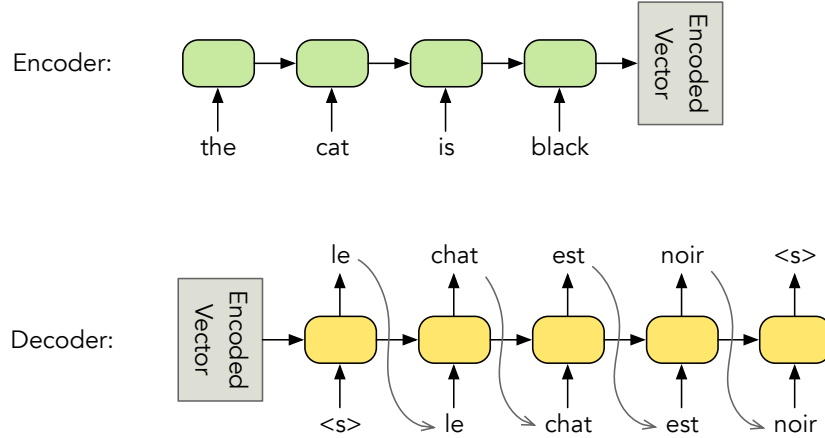 Encoder:
Encoded
Vector
the cat is black
le chat est noir <s>
Decoder:
Encoded
Vector
<s> le chat est noir